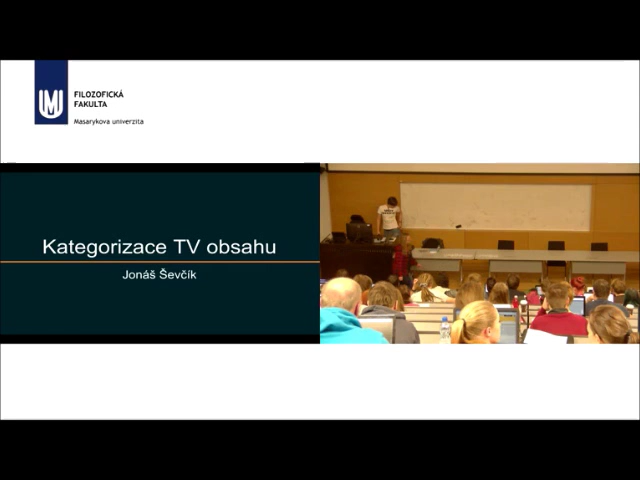 FILOZOFICKÁ
FAKULTA
Masarykova univerzita
Kategorizace TV obsahu
Jonáš Ševčík